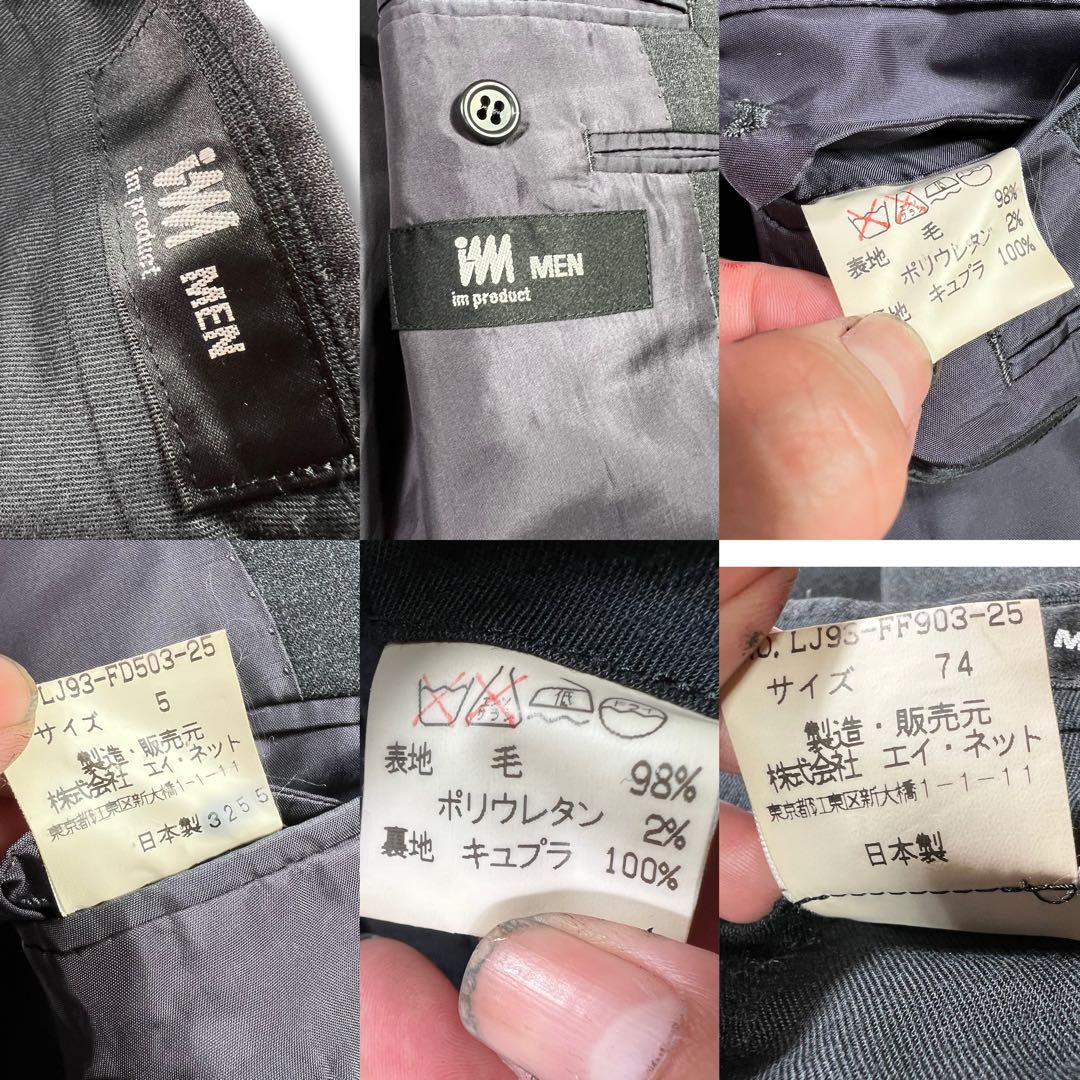 iM
im product
MEN
iM MEN
im product
表地 毛 98%
ポリウレタン 2%
キュプラ 100%
LJ93-FD503-25
サイズ 5
製造・販売元
株式会社 エイ・ネット
東京都江東区新大橋1-1-11
日本製 3255
低
ドライ
表地 毛 98%
ポリウレタン 2%
裏地 キュプラ 100%
LJ93-FF903-25
サイズ 74
製造・販売元
株式会社 エイ・ネット
東京都江東区新大橋1-1-11
日本製
M